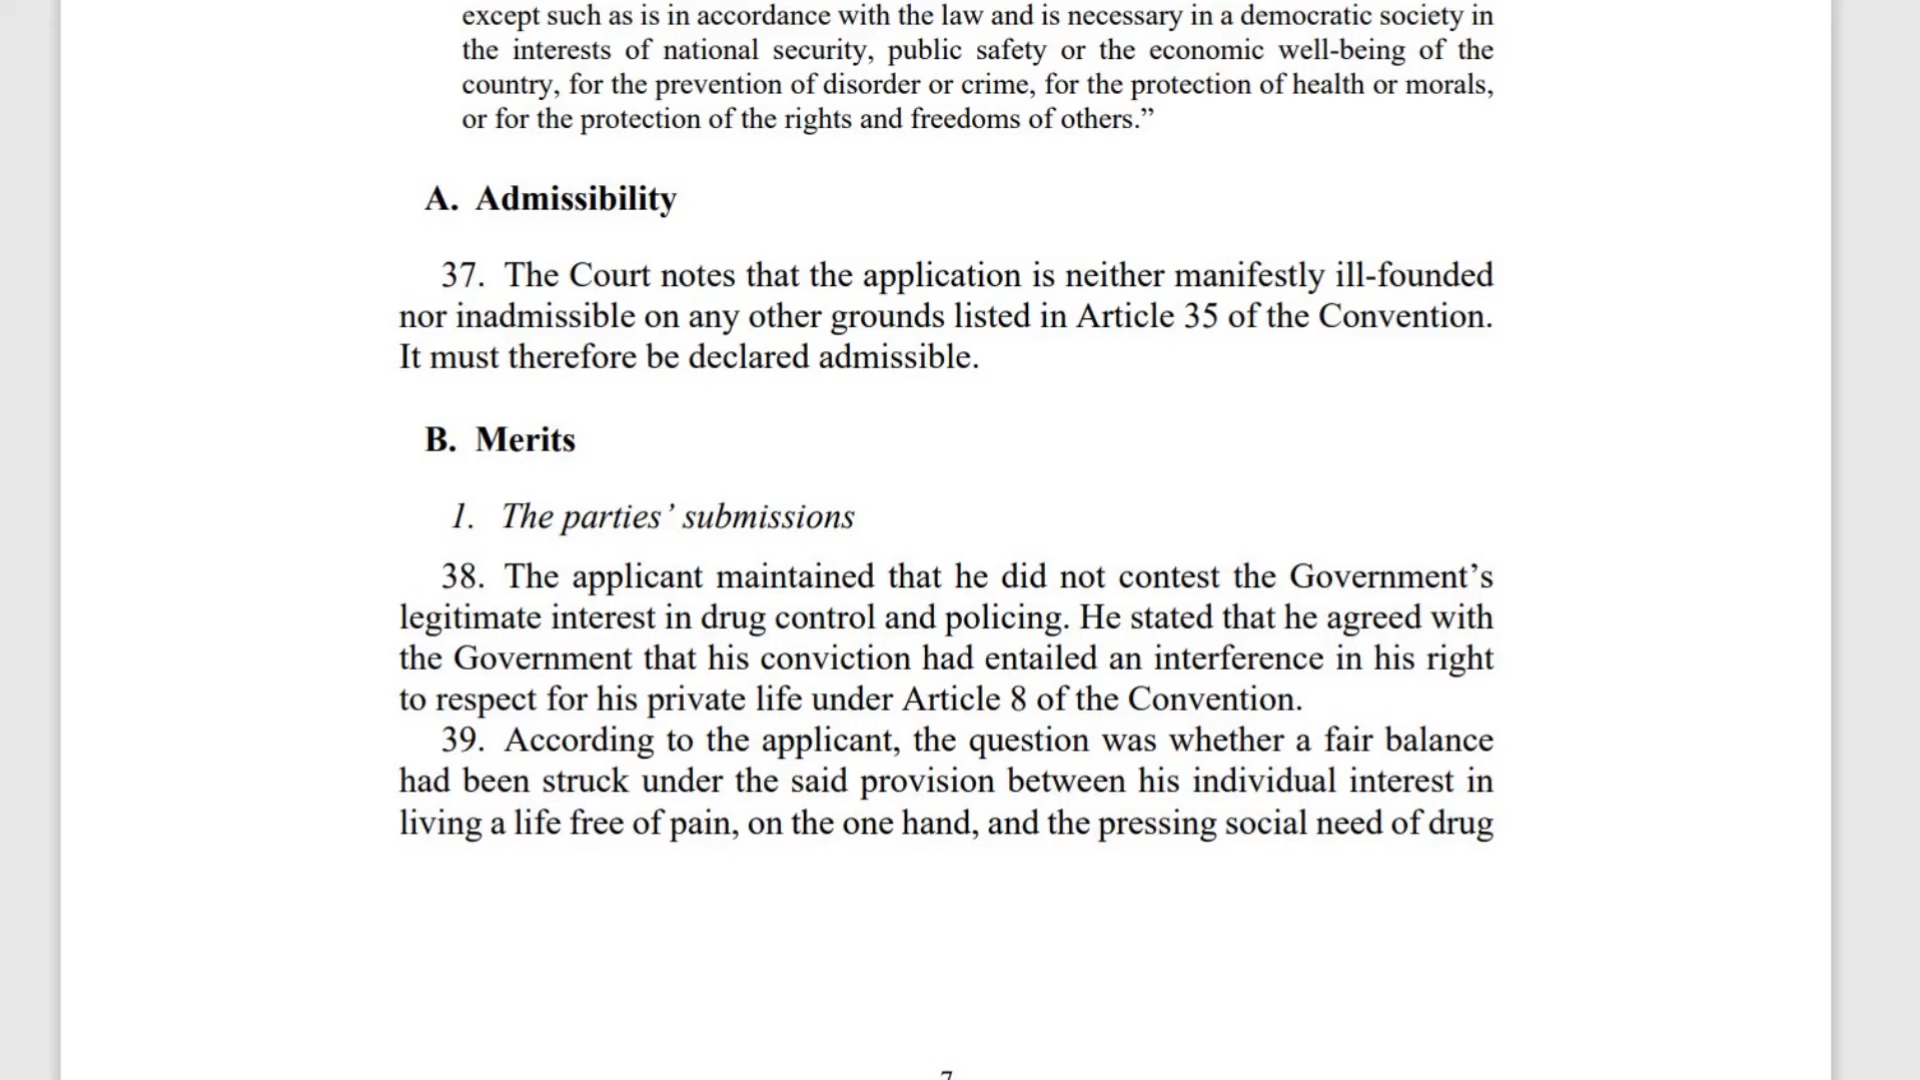 except such as is in accordance with the law and is necessary in a democratic society in
the interests of national security, public safety or the economic well-being of the
country, for the prevention of disorder or crime, for the protection of health or morals,
or for the protection of the rights and freedoms of others.”
A. Admissibility
37. The Court notes that the application is neither manifestly ill-founded
nor inadmissible on any other grounds listed in Article 35 of the Convention.
It must therefore be declared admissible.
B. Merits
1. The parties’ submissions
38. The applicant maintained that he did not contest the Government’s
legitimate interest in drug control and policing. He stated that he agreed with
the Government that his conviction had entailed an interference in his right
to respect for his private life under Article 8 of the Convention.
39. According to the applicant, the question was whether a fair balance
had been struck under the said provision between his individual interest in
living a life free of pain, on the one hand, and the pressing social need of drug
7